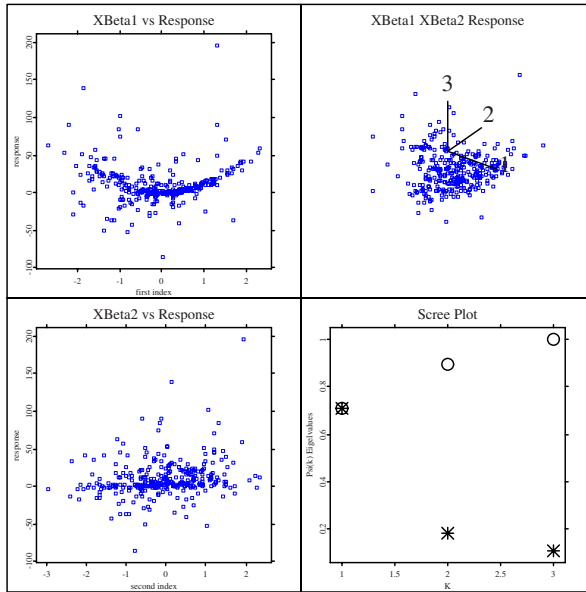 XBeta1 vs Response
response
-100 -50 0 50 100 150 200
-2 -1 0 1 2
first index
XBeta1 XBeta2 Response
3
2
1
XBeta2 vs Response
response
-100 -50 0 50 100 150 200
-3 -2 -1 0 1 2
second index
Scree Plot
Psi(k) Eigelvalues
0.2 0.4 0.6 0.8 1
1 1.5 2 2.5 3
K